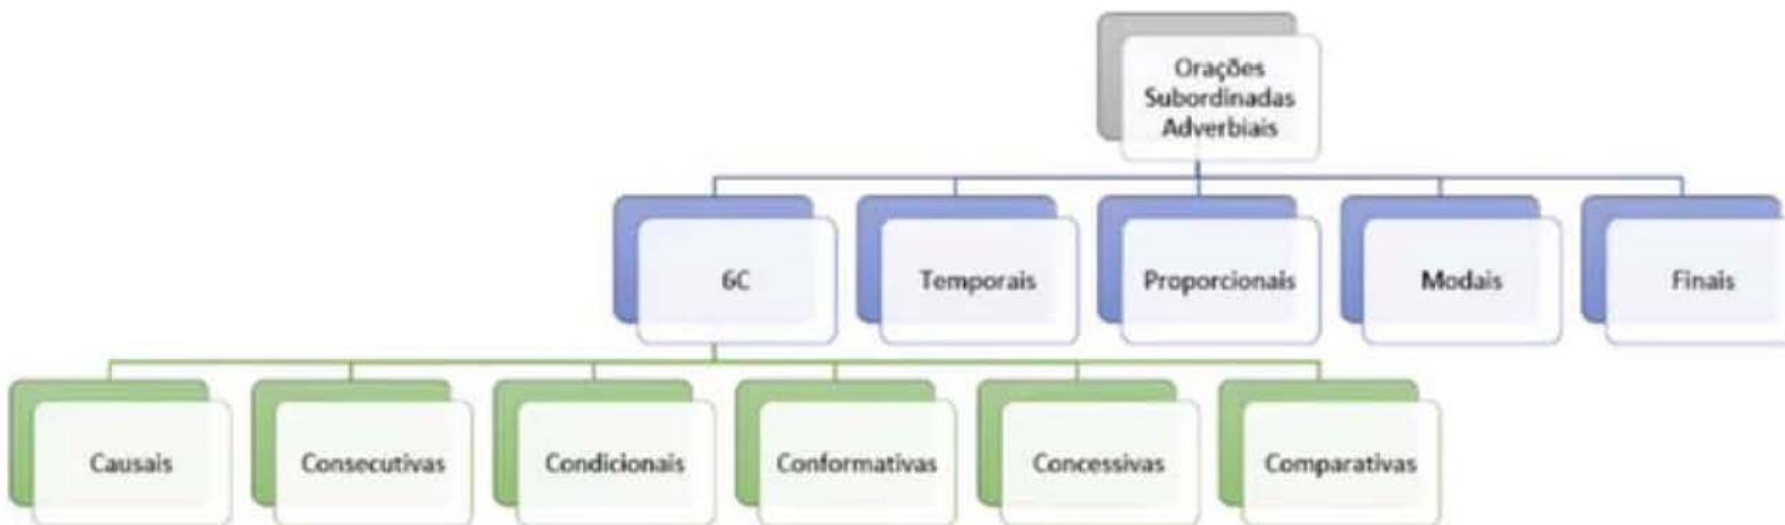 Orações
Subordinadas
Adverbiais
6C
Temporais
Proporcionais
Modais
Finais
Causais
Consecutivas
Condicionais
Conformativas
Concessivas
Comparativas